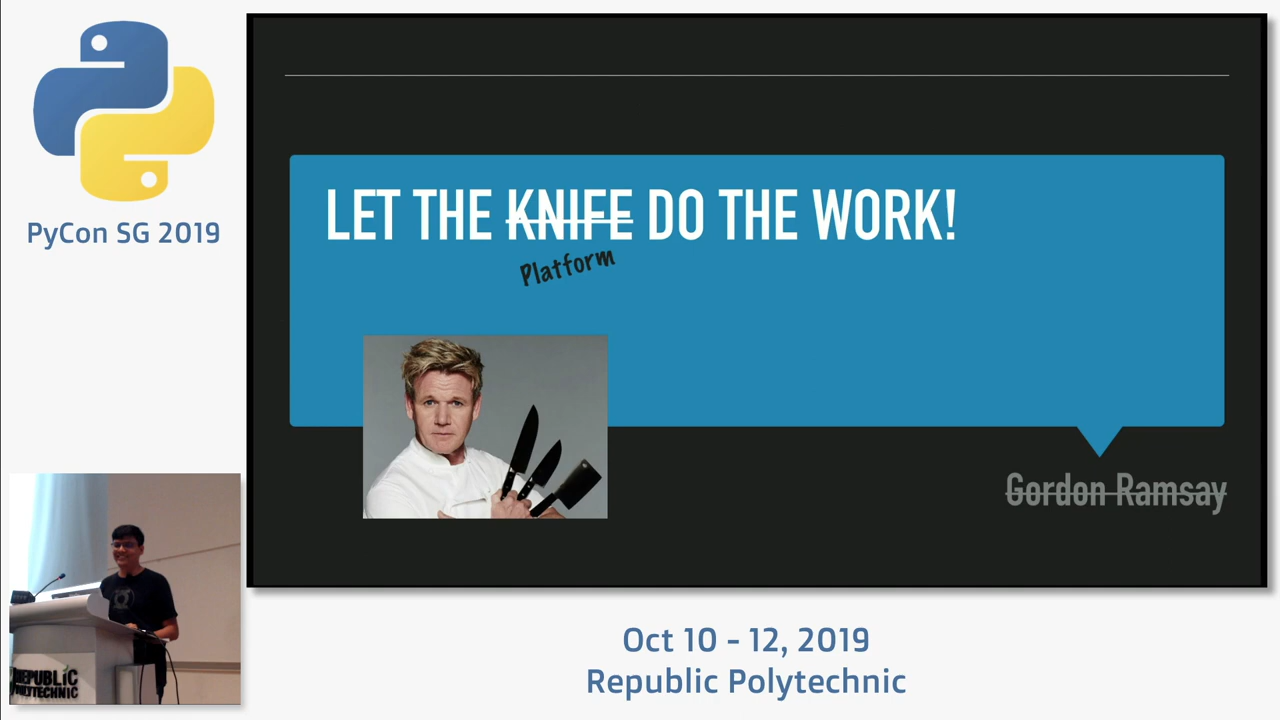 PyCon SG 2019
LET THE KNIFE DO THE WORK!
Platform
Gordon Ramsay
REPUBLIC
POLYTECHNIC
Oct 10 - 12, 2019
Republic Polytechnic